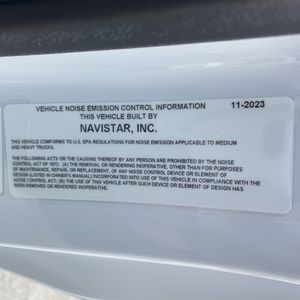 VEHICLE NOISE EMISSION CONTROL INFORMATION 11-2023
THIS VEHICLE BUILT BY
NAVISTAR, INC.
THIS VEHICLE CONFORMS TO U.S. EPA REGULATIONS FOR NOISE EMISSION APPLICABLE TO MEDIUM
AND HEAVY TRUCKS.
THE FOLLOWING ACTS OR THE CAUSING THEREOF BY ANY PERSON ARE PROHIBITED BY THE NOISE
CONTROL ACT OF 1972: (A) THE REMOVAL OR RENDERING INOPERATIVE, OTHER THAN FOR PURPOSES
OF MAINTENANCE, REPAIR, OR REPLACEMENT, OF ANY NOISE CONTROL DEVICE OR ELEMENT OF
DESIGN (LISTED IN OWNER'S MANUAL) INCORPORATED INTO USE OF THIS VEHICLE IN COMPLIANCE WITH THE
NOISE CONTROL ACT; (B) THE USE OF THIS VEHICLE AFTER SUCH DEVICE OR ELEMENT OF DESIGN HAS
BEEN REMOVED OR RENDERED INOPERATIVE.